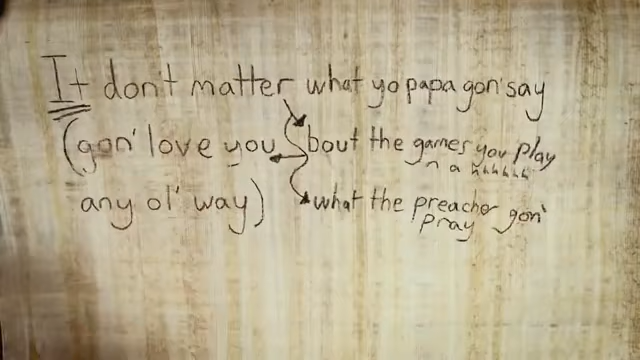 It don't matter what yo papa gon' say
(gon' love you bout the games you play
n a hhhhhh
any ol' way) what the preacher gon'
pray